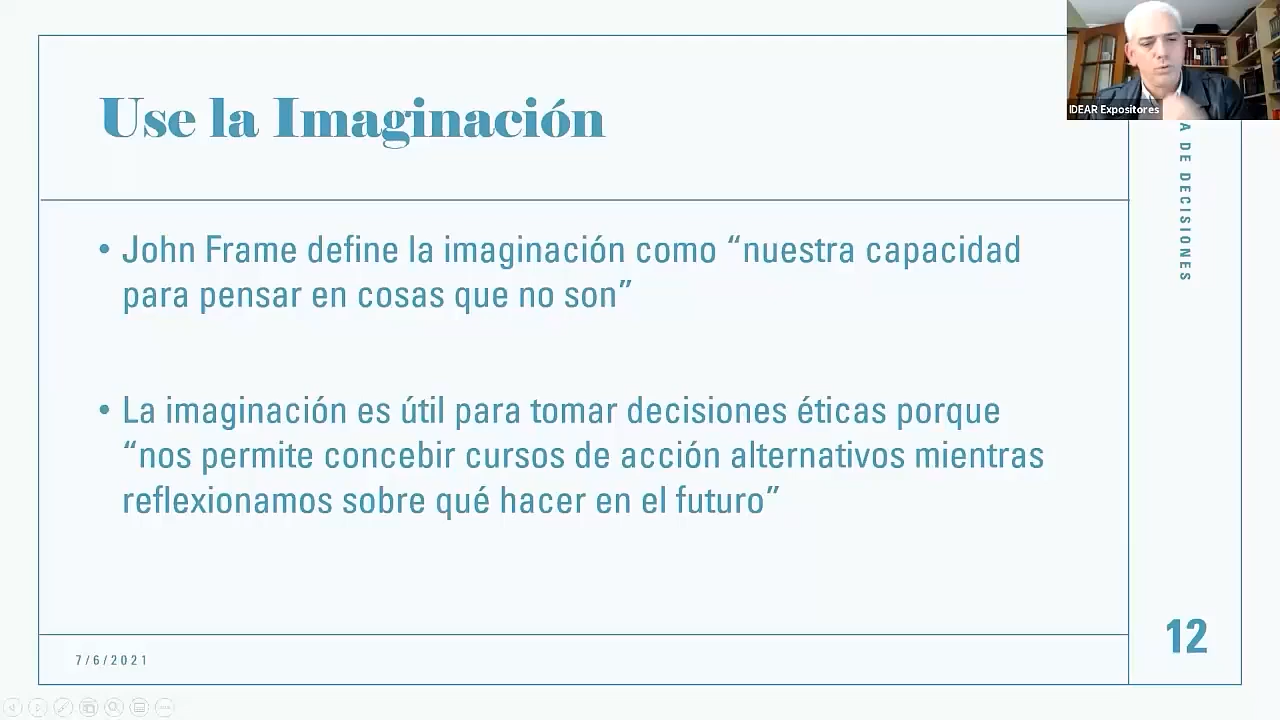 IDEAR Expositores
Use la Imaginación
A DE DECISIONES
• John Frame define la imaginación como “nuestra capacidad
para pensar en cosas que no son”
• La imaginación es útil para tomar decisiones éticas porque
“nos permite concebir cursos de acción alternativos mientras
reflexionamos sobre qué hacer en el futuro”
12
7/6/2021